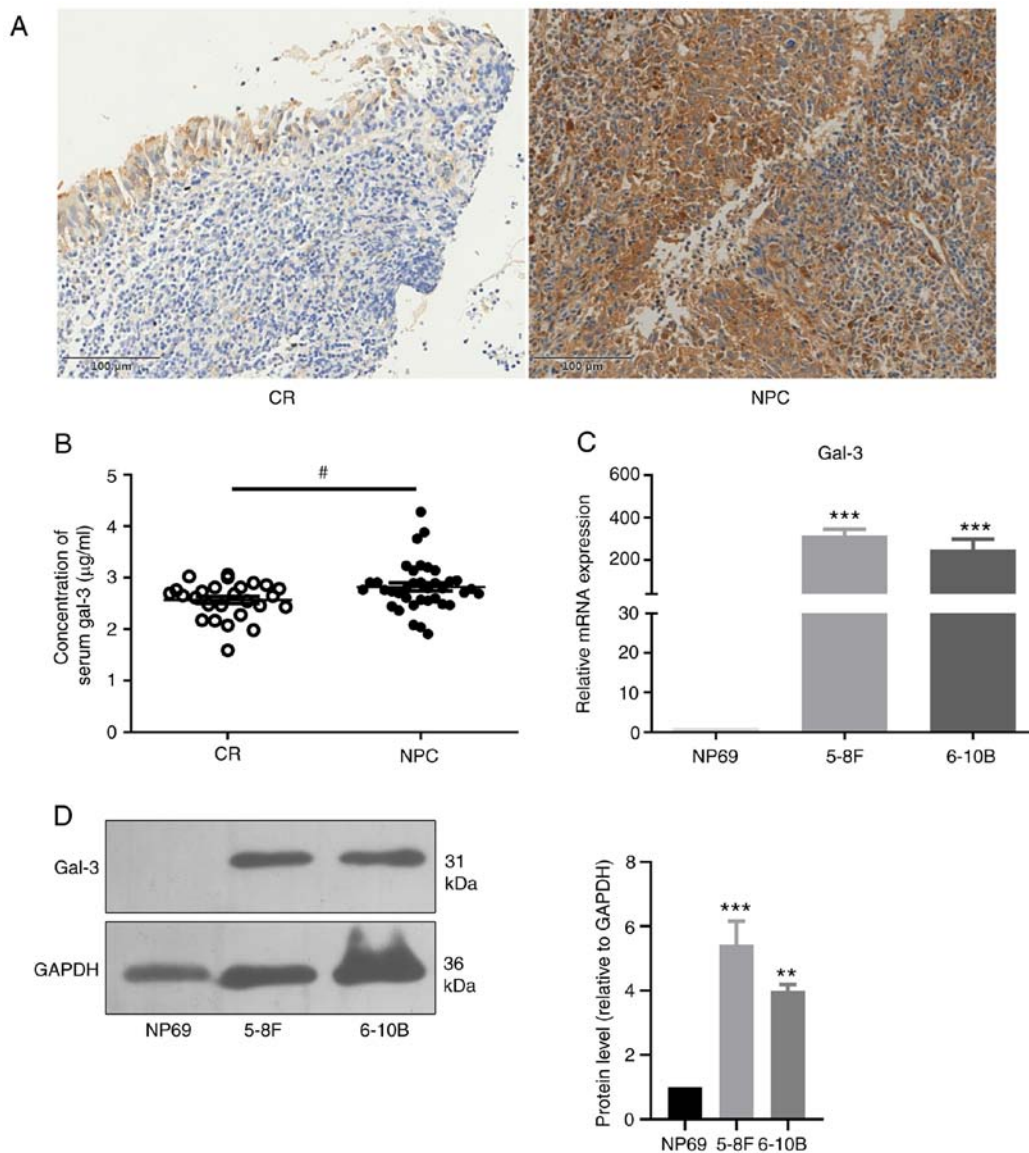 A
100 µm
100 µm
CR
NPC
B
5
4
3
2
1
0
Concentration of
serum gal-3 (µg/ml)
#
CR
NPC
C
Gal-3
600
400
200
30
20
10
0
Relative mRNA expression
***
***
NP69
5-8F
6-10B
D
Gal-3
31
kDa
GAPDH
36
kDa
NP69
5-8F
6-10B
8
6
4
2
0
Protein level (relative to GAPDH)
***
**
NP69 5-8F 6-10B